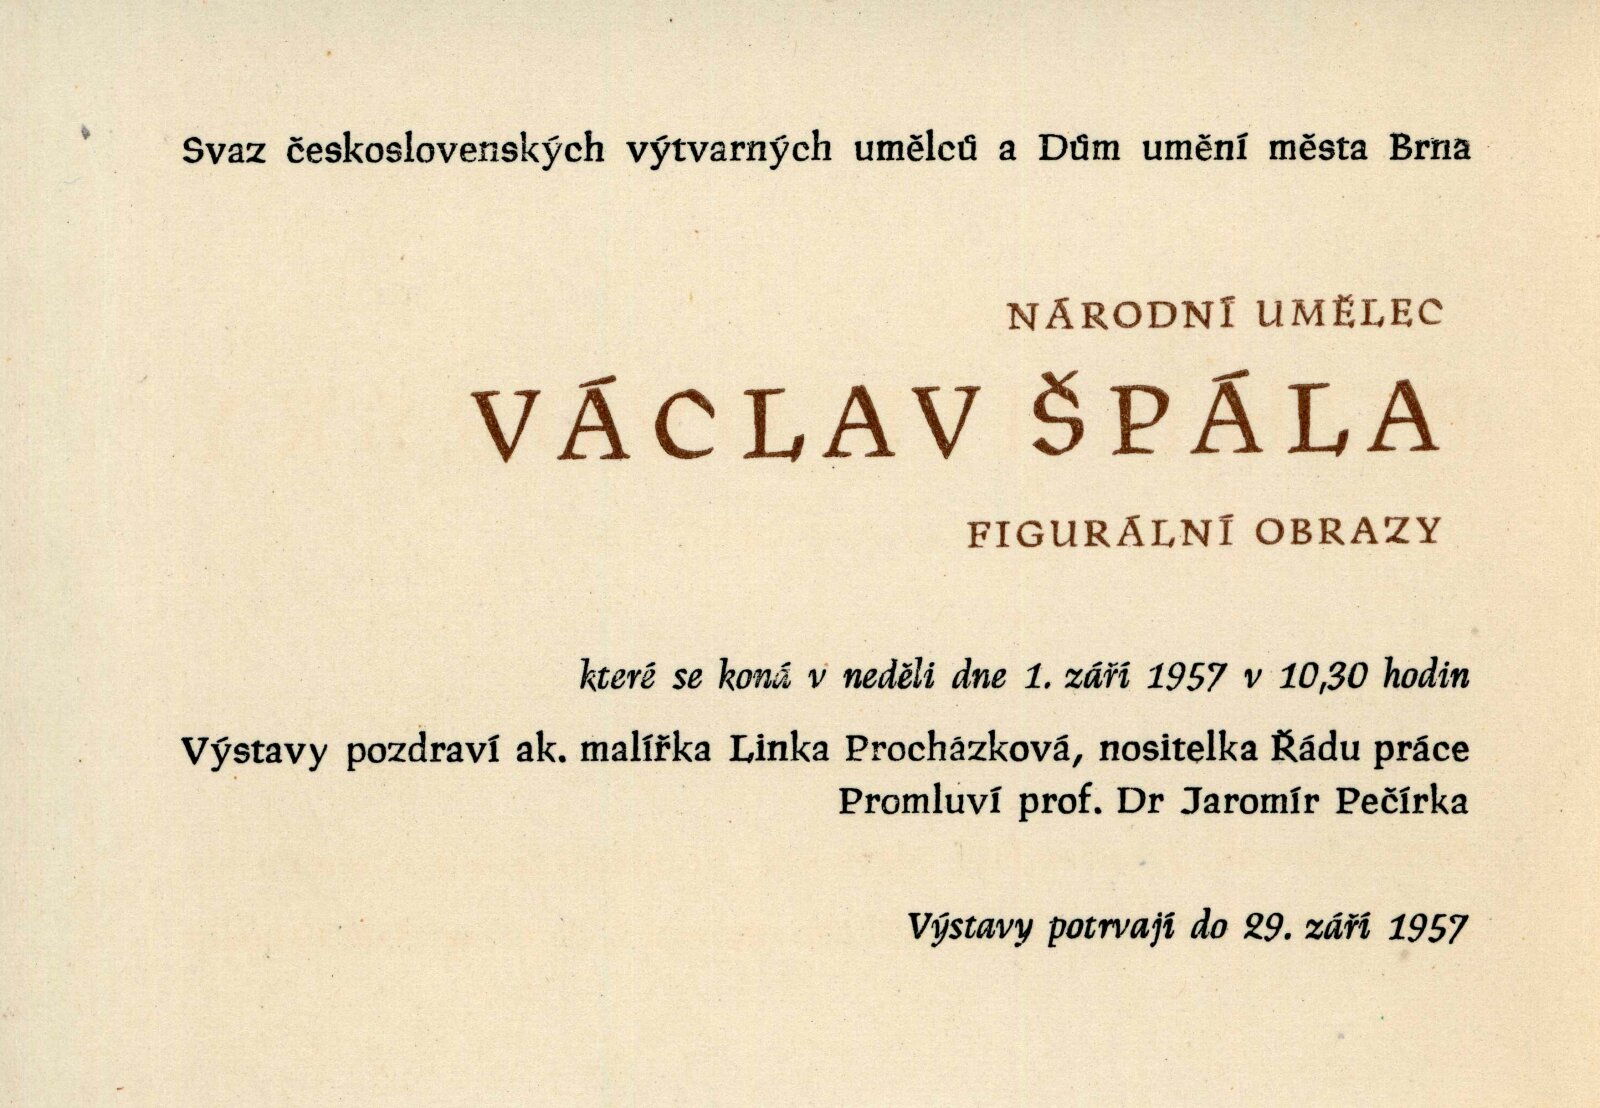 Svaz československých výtvarných umělců a Dům umění města Brna
NÁRODNÍ UMĚLEC
VÁCLAV ŠPÁLA
FIGURÁLNÍ OBRAZY
které se koná v neděli dne 1. září 1957 v 10,30 hodin
Výstavy pozdraví ak. malířka Linka Procházková, nositelka Řádu práce
Promluví prof. Dr Jaromír Pečírka
Výstavy potrvají do 29. září 1957